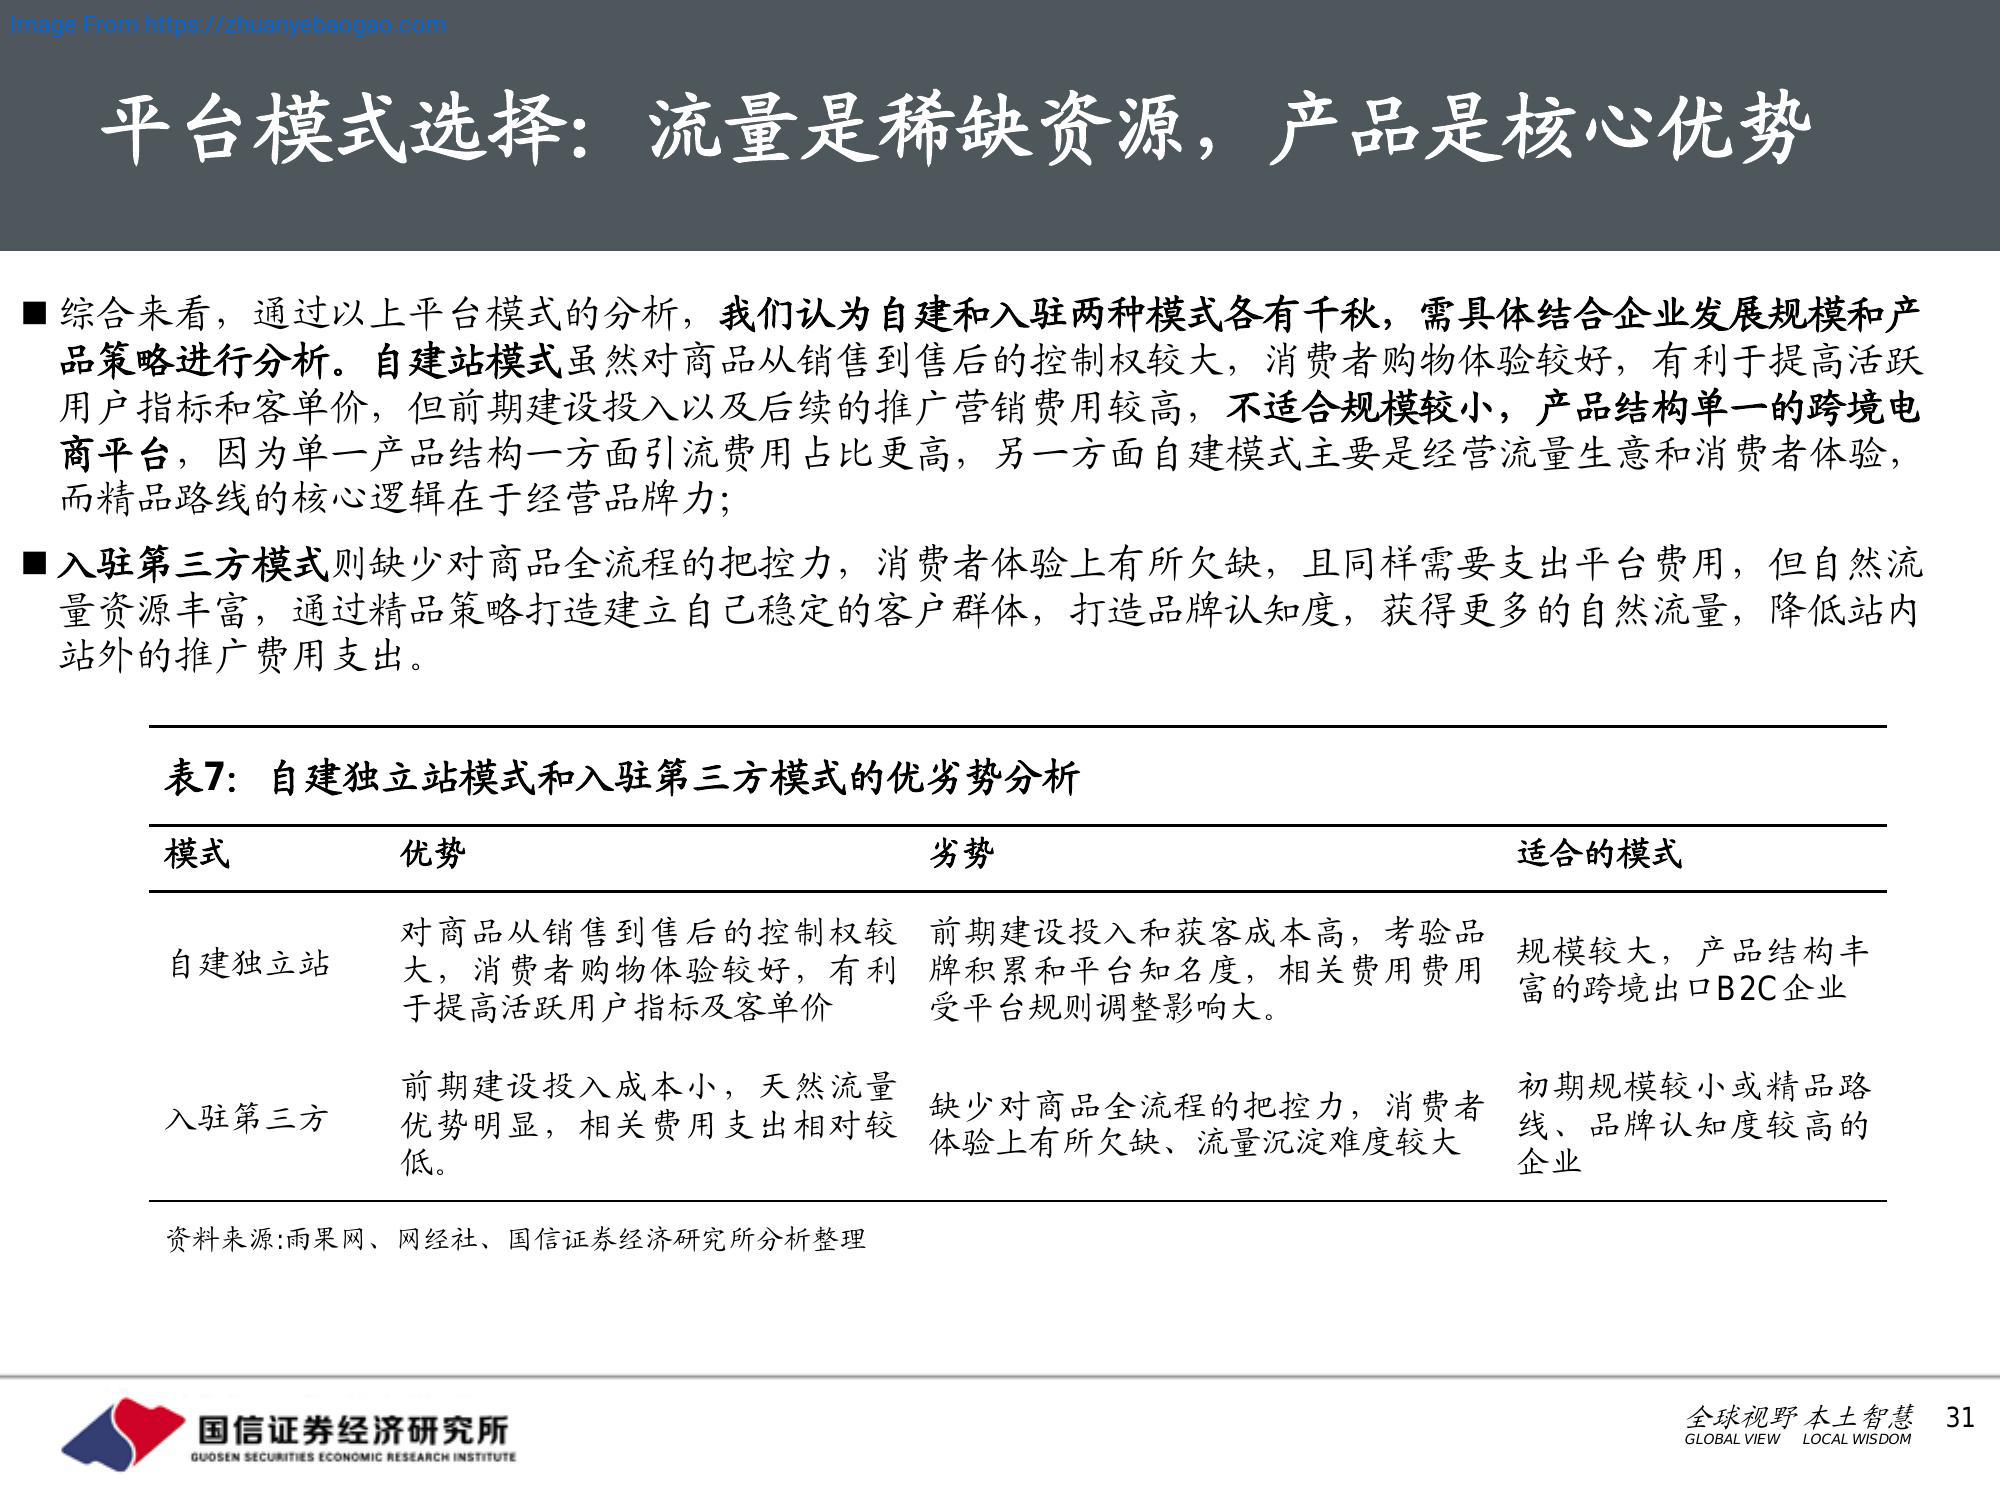 Image From https://zhuanyebaogao.com
平台模式选择：流量是稀缺资源，产品是核心优势
■ 综合来看，通过以上平台模式的分析，我们认为自建和入驻两种模式各有千秋，需具体结合企业发展规模和产
品策略进行分析。自建站模式虽然对商品从销售到售后的控制权较大，消费者购物体验较好，有利于提高活跃
用户指标和客单价，但前期建设投入以及后续的推广营销费用较高，不适合规模较小，产品结构单一的跨境电
商平台，因为单一产品结构一方面引流费用占比更高，另一方面自建模式主要是经营流量生意和消费者体验，
而精品路线的核心逻辑在于经营品牌力；
■ 入驻第三方模式则缺少对商品全流程的把控力，消费者体验上有所欠缺，且同样需要支出平台费用，但自然流
量资源丰富，通过精品策略打造建立自己稳定的客户群体，打造品牌认知度，获得更多的自然流量，降低站内
站外的推广费用支出。
表7：自建独立站模式和入驻第三方模式的优劣势分析
模式 优势 劣势 适合的模式
自建独立站
对商品从销售到售后的控制权较
大，消费者购物体验较好，有利
于提高活跃用户指标及客单价
前期建设投入和获客成本高，考验品
牌积累和平台知名度，相关费用费用
受平台规则调整影响大。
规模较大，产品结构丰
富的跨境出口B2C企业
入驻第三方
前期建设投入成本小，天然流量
优势明显，相关费用支出相对较
低。
缺少对商品全流程的把控力，消费者
体验上有所欠缺、流量沉淀难度较大
初期规模较小或精品路
线、品牌认知度较高的
企业
资料来源:雨果网、网经社、国信证券经济研究所分析整理
国信证券经济研究所
GUOSEN SECURITIES ECONOMIC RESEARCH INSTITUTE
全球视野 本土智慧
GLOBAL VIEW LOCAL WISDOM
31